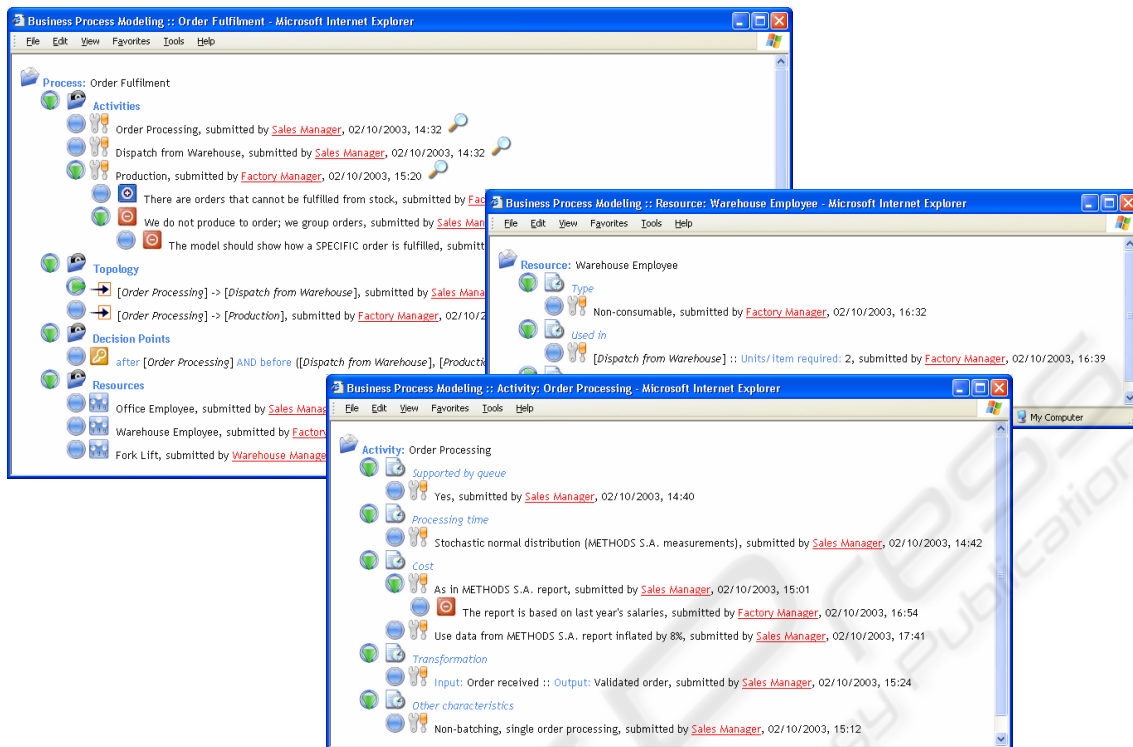 Business Process Modeling :: Order Fulfilment - Microsoft Internet Explorer
File Edit View Favorites Tools Help
Process: Order Fulfilment
Activities
Order Processing, submitted by Sales Manager, 02/10/2003, 14:32
Dispatch from Warehouse, submitted by Sales Manager, 02/10/2003, 14:32
Production, submitted by Factory Manager, 02/10/2003, 15:20
There are orders that cannot be fulfilled from stock, submitted by Fac
We do not produce to order; we group orders, submitted by Sales Man
The model should show how a SPECIFIC order is fulfilled, submitt
Topology
[Order Processing] -> [Dispatch from Warehouse], submitted by Sales Mana
[Order Processing] -> [Production], submitted by Factory Manager, 02/10/2
Decision Points
after [Order Processing] AND before ([Dispatch from Warehouse], [Producti
Resources
Office Employee, submitted by Sales Manag
Warehouse Employee, submitted by Factory
Fork Lift, submitted by Warehouse Manage
Business Process Modeling :: Resource: Warehouse Employee - Microsoft Internet Explorer
File Edit View Favorites Tools Help
Resource: Warehouse Employee
Type
Non-consumable, submitted by Factory Manager, 02/10/2003, 16:32
Used in
[Dispatch from Warehouse] :: Units/item required: 2, submitted by Factory Manager, 02/10/2003, 16:39
My Computer
Business Process Modeling :: Activity: Order Processing - Microsoft Internet Explorer
File Edit View Favorites Tools Help
Activity: Order Processing
Supported by queue
Yes, submitted by Sales Manager, 02/10/2003, 14:40
Processing time
Stochastic normal distribution (METHODS S.A. measurements), submitted by Sales Manager, 02/10/2003, 14:42
Cost
As in METHODS S.A. report, submitted by Sales Manager, 02/10/2003, 15:01
The report is based on last year's salaries, submitted by Factory Manager, 02/10/2003, 16:54
Use data from METHODS S.A. report inflated by 8%, submitted by Sales Manager, 02/10/2003, 17:41
Transformation
Input: Order received :: Output: Validated order, submitted by Sales Manager, 02/10/2003, 15:24
Other characteristics
Non-batching, single order processing, submitted by Sales Manager, 02/10/2003, 15:12